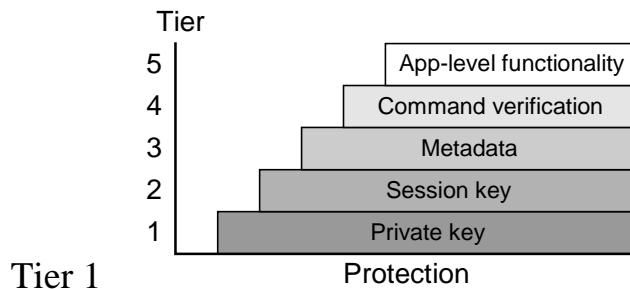 Tier
5 App-level functionality
4 Command verification
3 Metadata
2 Session key
1 Private key
Tier 1 Protection